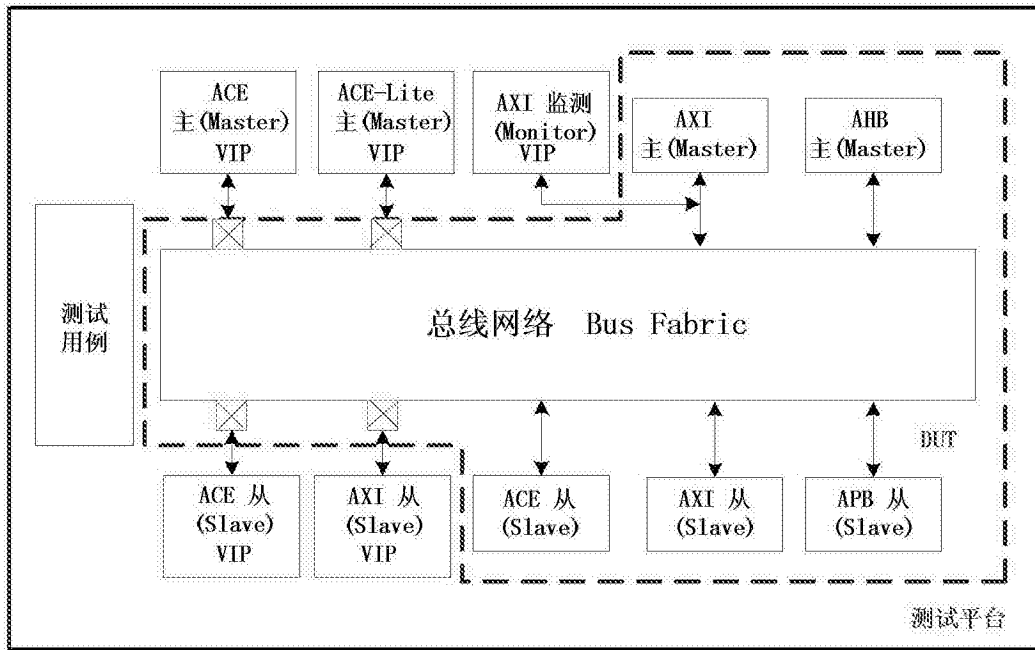 ACE
主(Master)
VIP
ACE-Lite
主(Master)
VIP
AXI 监测
(Monitor)
VIP
AXI
主(Master)
AHB
主(Master)
测试
用例
总线网络 Bus Fabric
DUT
ACE 从
(Slave)
VIP
AXI 从
(Slave)
VIP
ACE 从
(Slave)
AXI 从
(Slave)
APB 从
(Slave)
测试平台